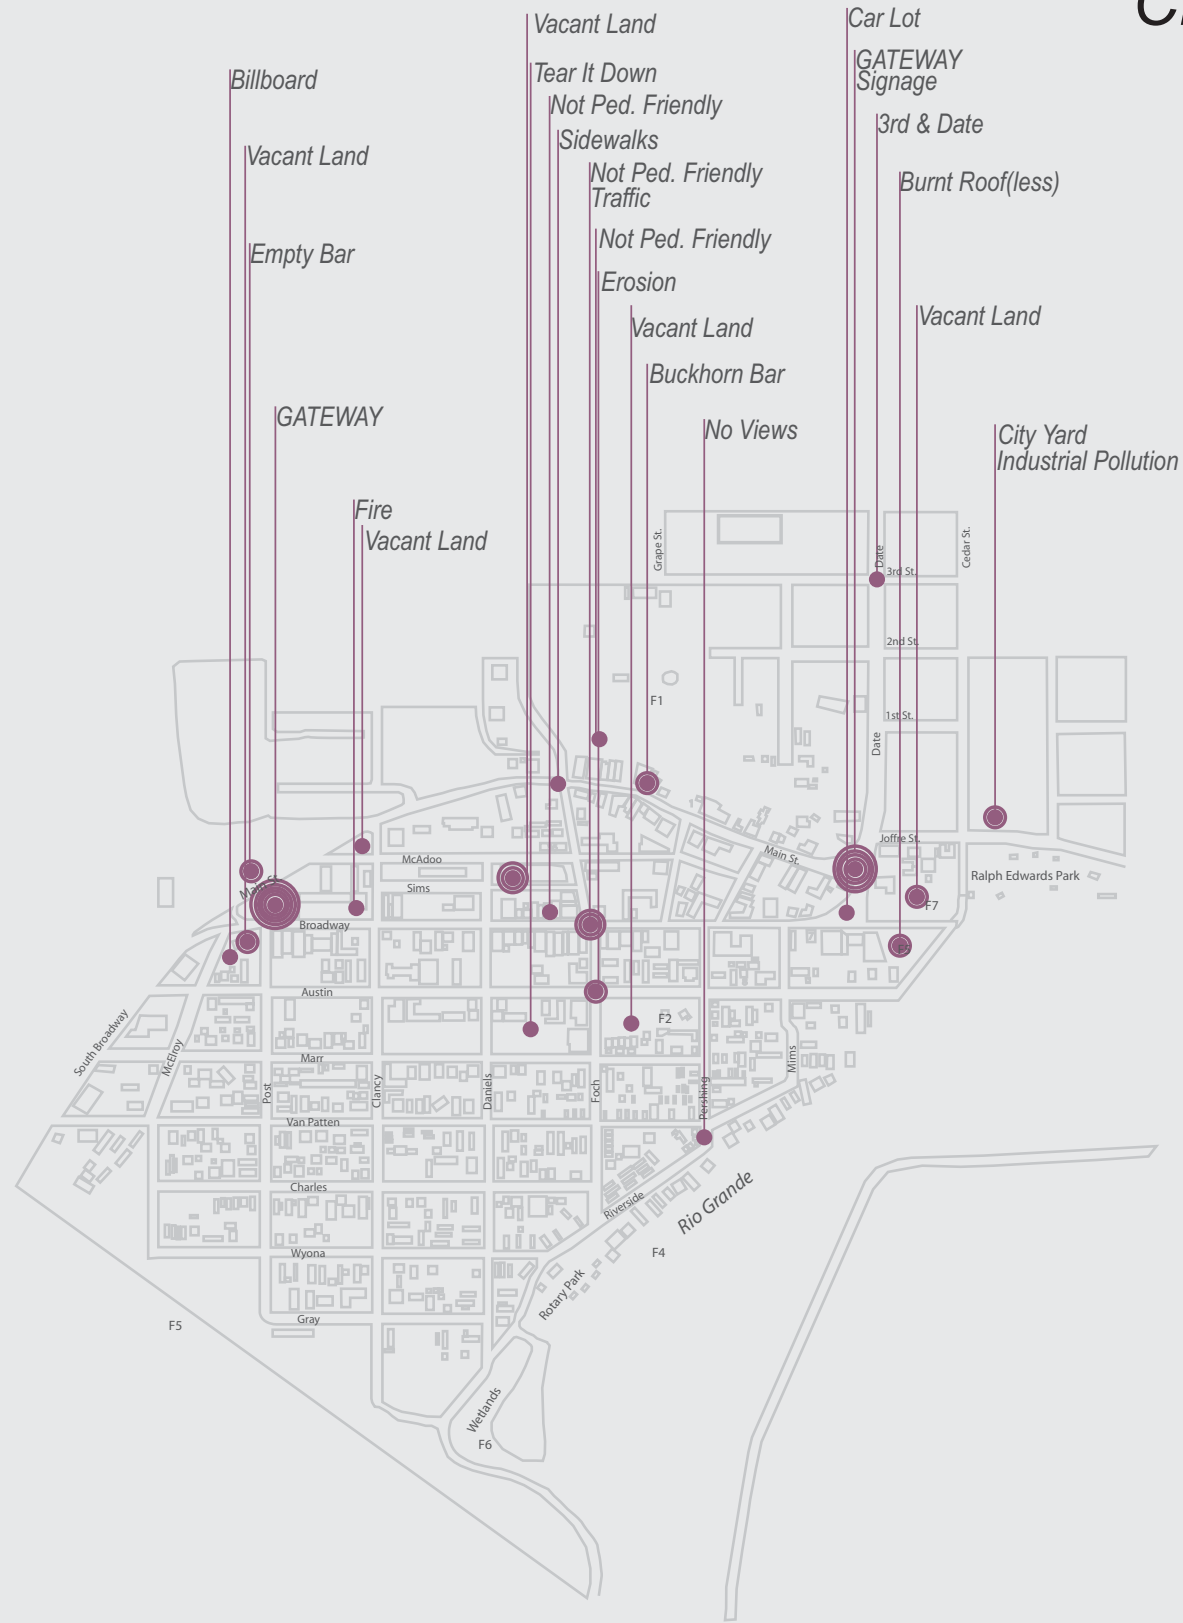 Vacant Land
Car Lot
GATEWAY
Signage
Billboard
Tear It Down
Not Ped. Friendly
3rd & Date
Sidewalks
Vacant Land
Not Ped. Friendly
Traffic
Burnt Roof(less)
Empty Bar
Not Ped. Friendly
Erosion
Vacant Land
Vacant Land
Buckhorn Bar
GATEWAY
No Views
City Yard
Industrial Pollution
Fire
Vacant Land
Grape St.
Date
Cedar St.
3rd St.
2nd St.
F1
1st St.
Date
Joffre St.
Main St.
McAdoo
Sims
Main St.
Ralph Edwards Park
F7
Broadway
Austin
F2
South Broadway
McElroy
Marr
Mims
Post
Clancy
Daniels
Foch
Pershing
Van Patten
Charles
Riverside
Rio Grande
Wyona
F4
Rotary Park
Gray
F5
Wetlands
F6